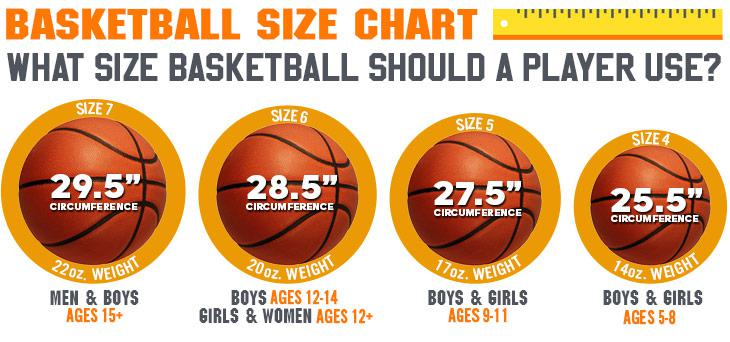 BASKETBALL SIZE CHART
WHAT SIZE BASKETBALL SHOULD A PLAYER USE?
SIZE 7
29.5”
CIRCUMFERENCE
22oz. WEIGHT
MEN & BOYS
AGES 15+
SIZE 6
28.5”
CIRCUMFERENCE
20oz. WEIGHT
BOYS AGES 12-14
GIRLS & WOMEN AGES 12+
SIZE 5
27.5”
CIRCUMFERENCE
17oz. WEIGHT
BOYS & GIRLS
AGES 9-11
SIZE 4
25.5”
CIRCUMFERENCE
14oz. WEIGHT
BOYS & GIRLS
AGES 5-8